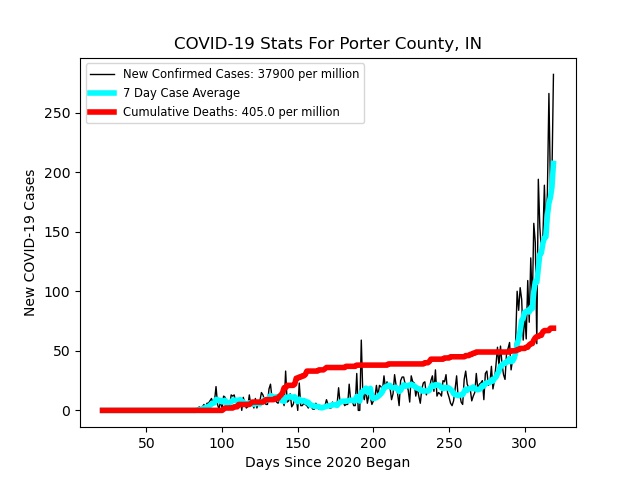 COVID-19 Stats For Porter County, IN
New Confirmed Cases: 37900 per million
7 Day Case Average
Cumulative Deaths: 405.0 per million
New COVID-19 Cases
250
200
150
100
50
0
50
100
150
200
250
300
Days Since 2020 Began